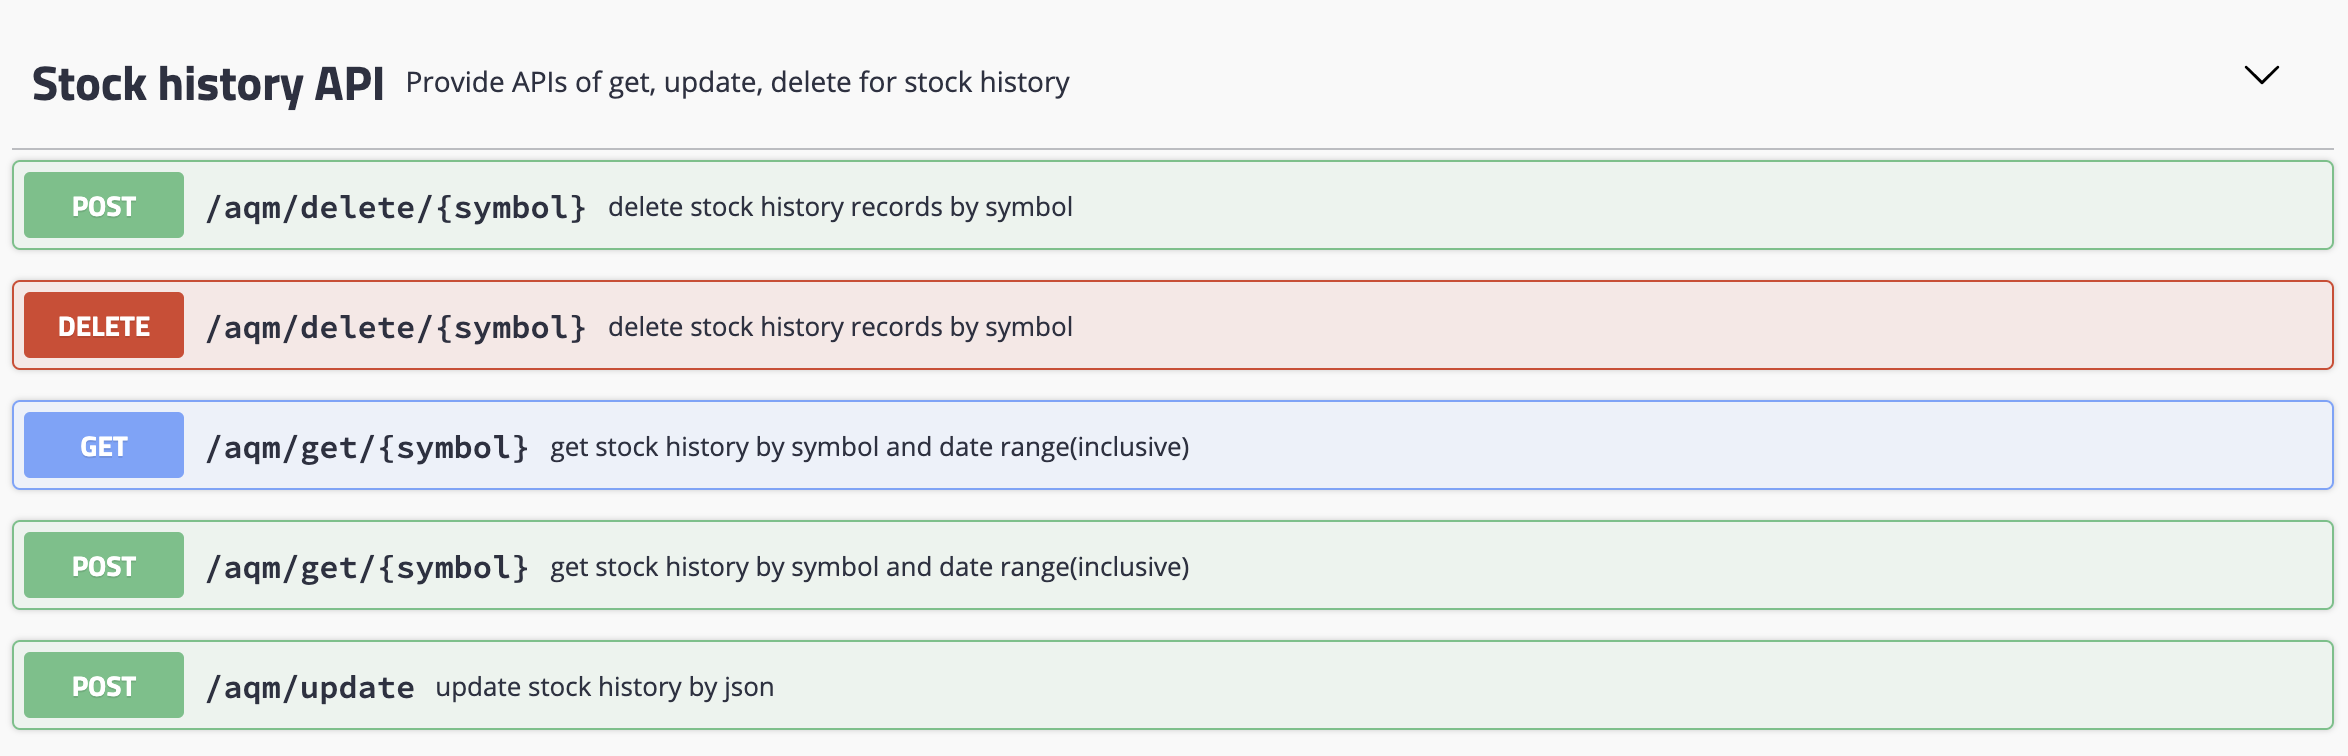 Stock history API Provide APIs of get, update, delete for stock history
POST /aqm/delete/{symbol} delete stock history records by symbol
DELETE /aqm/delete/{symbol} delete stock history records by symbol
GET /aqm/get/{symbol} get stock history by symbol and date range(inclusive)
POST /aqm/get/{symbol} get stock history by symbol and date range(inclusive)
POST /aqm/update update stock history by json